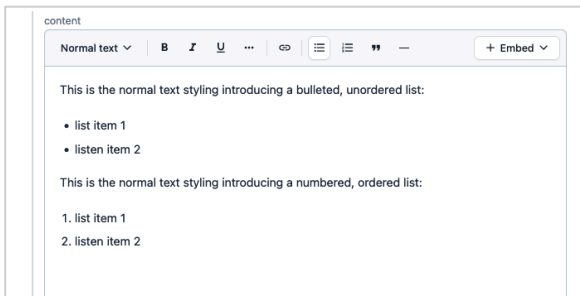 content
Normal text B I U ... + Embed
This is the normal text styling introducing a bulleted, unordered list:
• list item 1
• listen item 2
This is the normal text styling introducing a numbered, ordered list:
1. list item 1
2. listen item 2